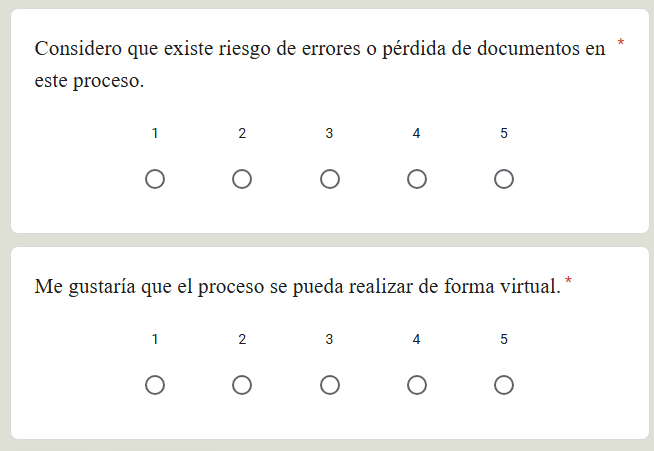 Considero que existe riesgo de errores o pérdida de documentos en *
este proceso.
1 2 3 4 5
Me gustaría que el proceso se pueda realizar de forma virtual. *
1 2 3 4 5